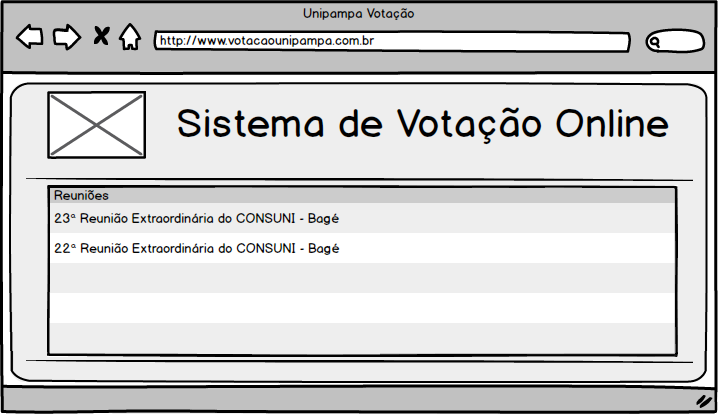 Unipampa Votação
http://www.votacaounipampa.com.br
Sistema de Votação Online
Reuniões
23ª Reunião Extraordinária do CONSUNI - Bagé
22ª Reunião Extraordinária do CONSUNI - Bagé